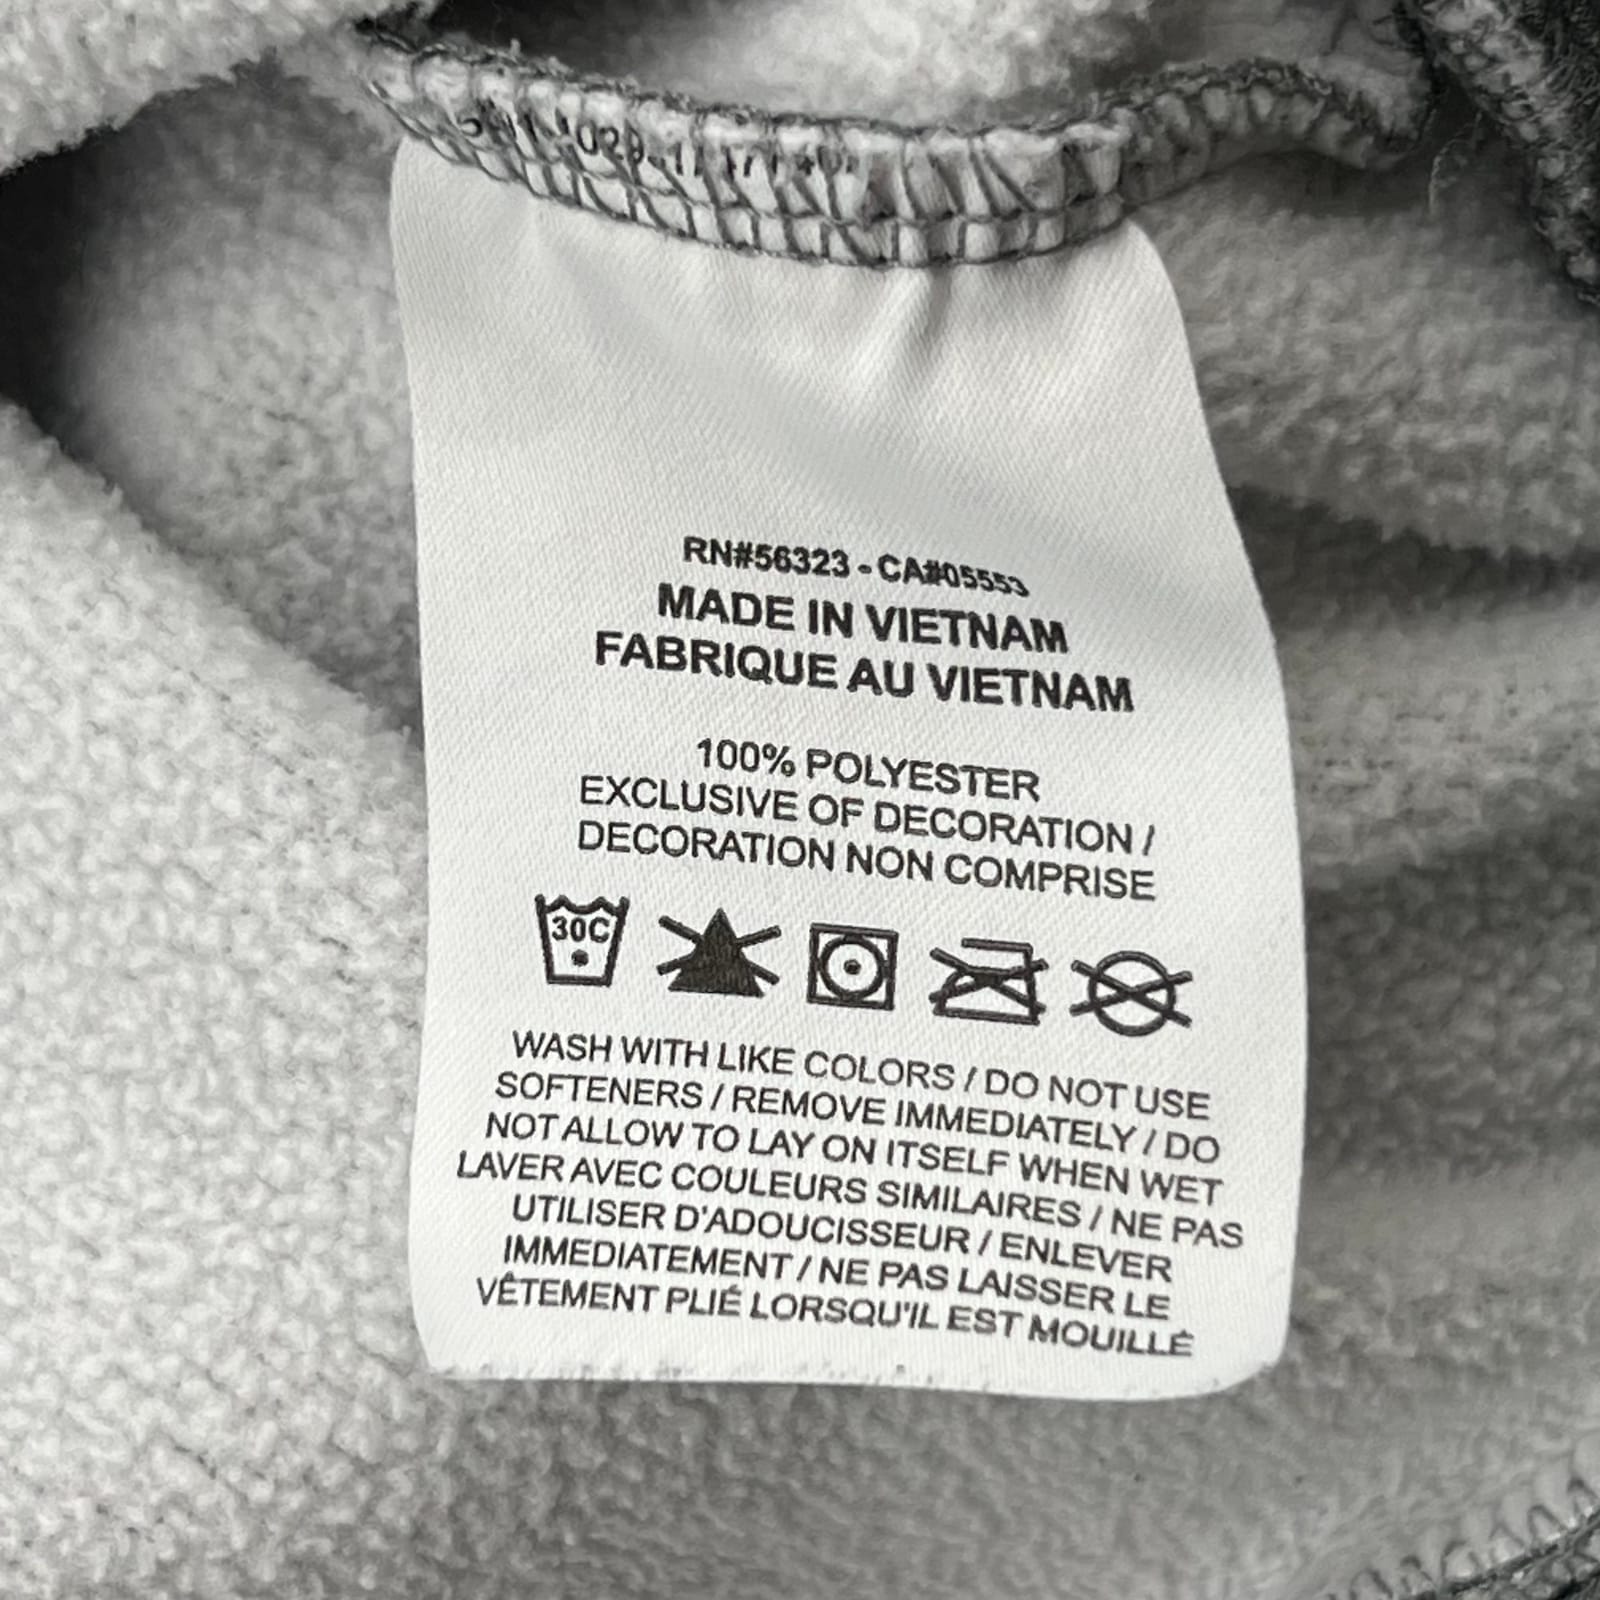 RN#56323 - CA#05553
MADE IN VIETNAM
FABRIQUE AU VIETNAM
100% POLYESTER
EXCLUSIVE OF DECORATION /
DECORATION NON COMPRISE
30C
WASH WITH LIKE COLORS / DO NOT USE
SOFTENERS / REMOVE IMMEDIATELY / DO
NOT ALLOW TO LAY ON ITSELF WHEN WET
LAVER AVEC COULEURS SIMILAIRES / NE PAS
UTILISER D'ADOUCISSEUR / ENLEVER
IMMEDIATEMENT / NE PAS LAISSER LE
VÊTEMENT PLIÉ LORSQU'IL EST MOUILLÉ